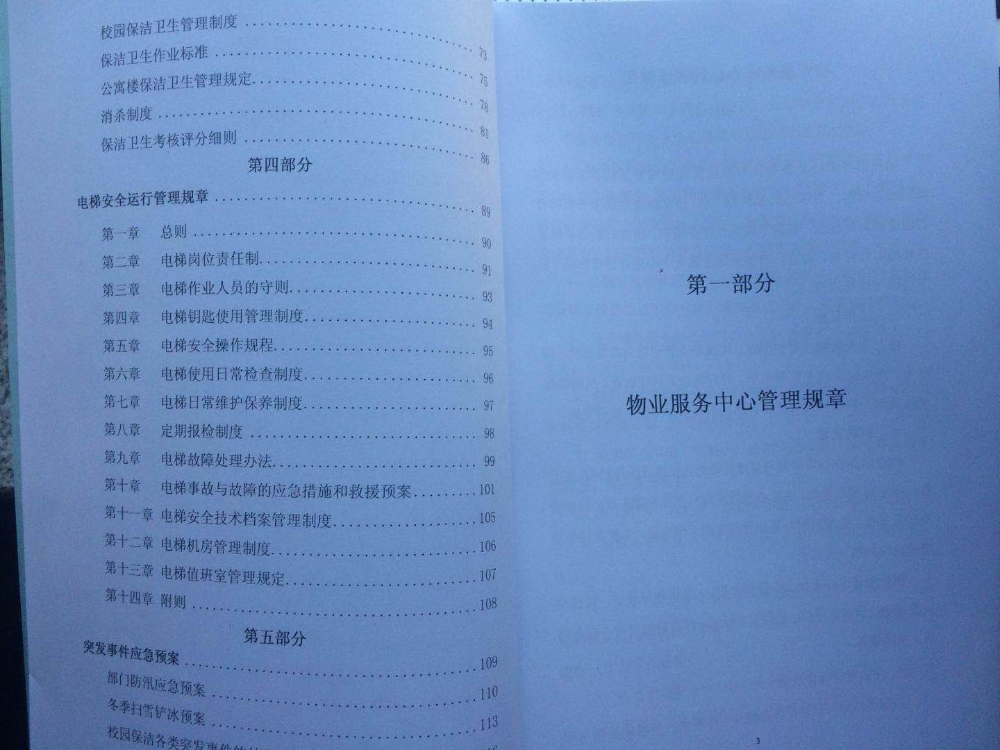 校园保洁卫生管理制度 73
保洁卫生作业标准 75
公寓楼保洁卫生管理规定 78
消杀制度 81
保洁卫生考核评分细则 86
第四部分
电梯安全运行管理规章 89
第一章 总则 90
第二章 电梯岗位责任制 91
第三章 电梯作业人员的守则 93
第四章 电梯钥匙使用管理制度 94
第五章 电梯安全操作规程 95
第六章 电梯使用日常检查制度 96
第七章 电梯日常维护保养制度 97
第八章 定期报检制度 98
第九章 电梯故障处理办法 99
第十章 电梯事故与故障的应急措施和救援预案 101
第十一章 电梯安全技术档案管理制度 105
第十二章 电梯机房管理制度 106
第十三章 电梯值班室管理规定 107
第十四章 附则 108
第五部分
突发事件应急预案 109
部门防汛应急预案 110
冬季扫雪铲冰预案 113
校园保洁各类突发事件的
第一部分
物业服务中心管理规章
3